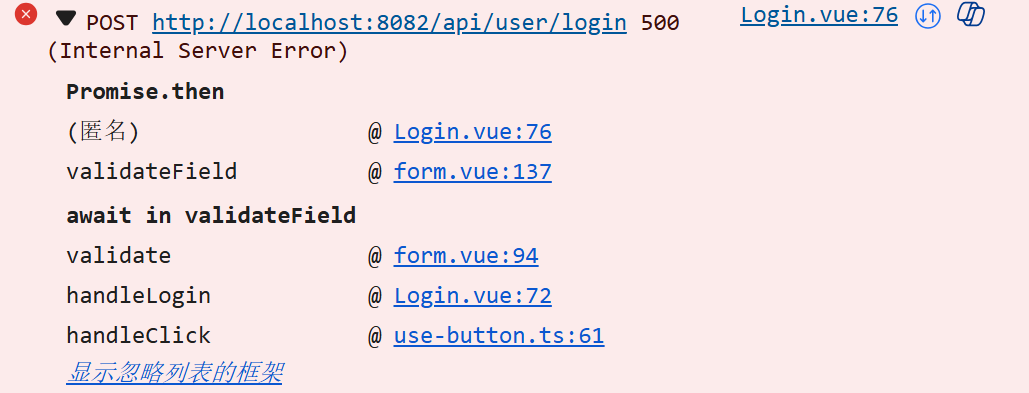 POST http://localhost:8082/api/user/login 500 Login.vue:76
(Internal Server Error)
Promise.then
(匿名) @ Login.vue:76
validateField @ form.vue:137
await in validateField
validate @ form.vue:94
handleLogin @ Login.vue:72
handleClick @ use-button.ts:61
显示忽略列表的框架